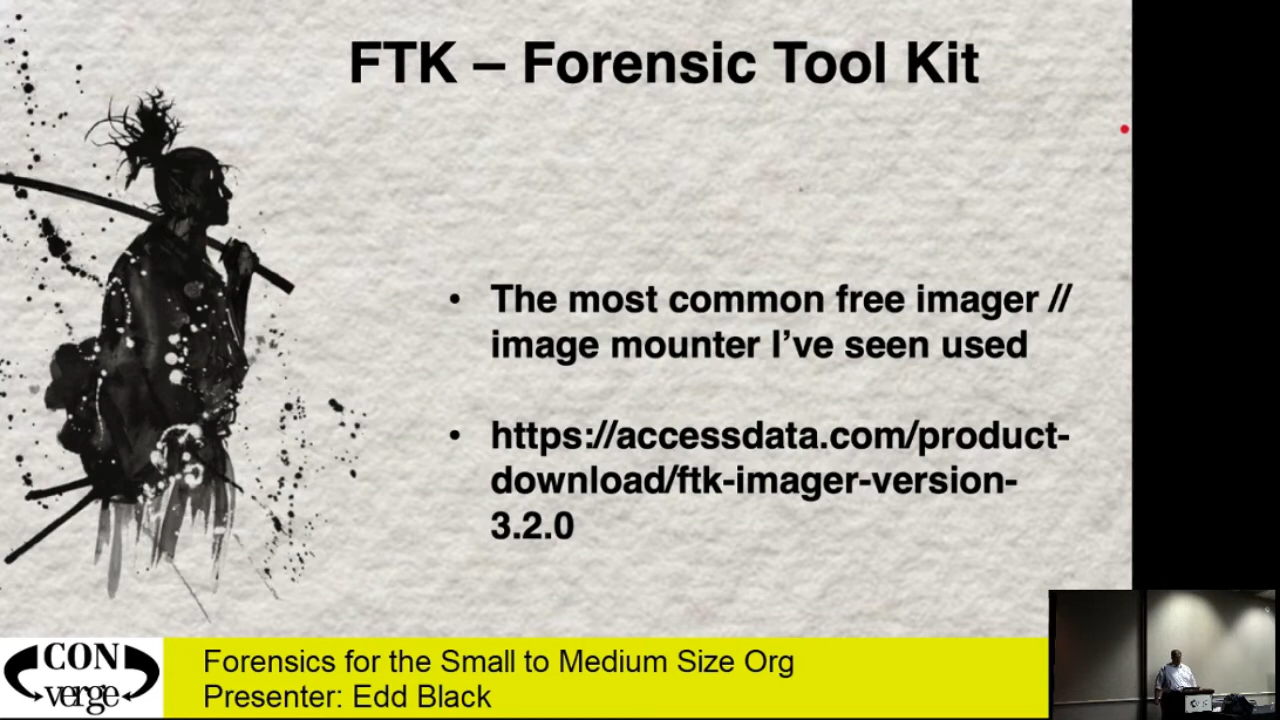 FTK – Forensic Tool Kit
• The most common free imager //
image mounter I've seen used
• https://accessdata.com/product-
download/ftk-imager-version-
3.2.0
CON
verge
Forensics for the Small to Medium Size Org
Presenter: Edd Black